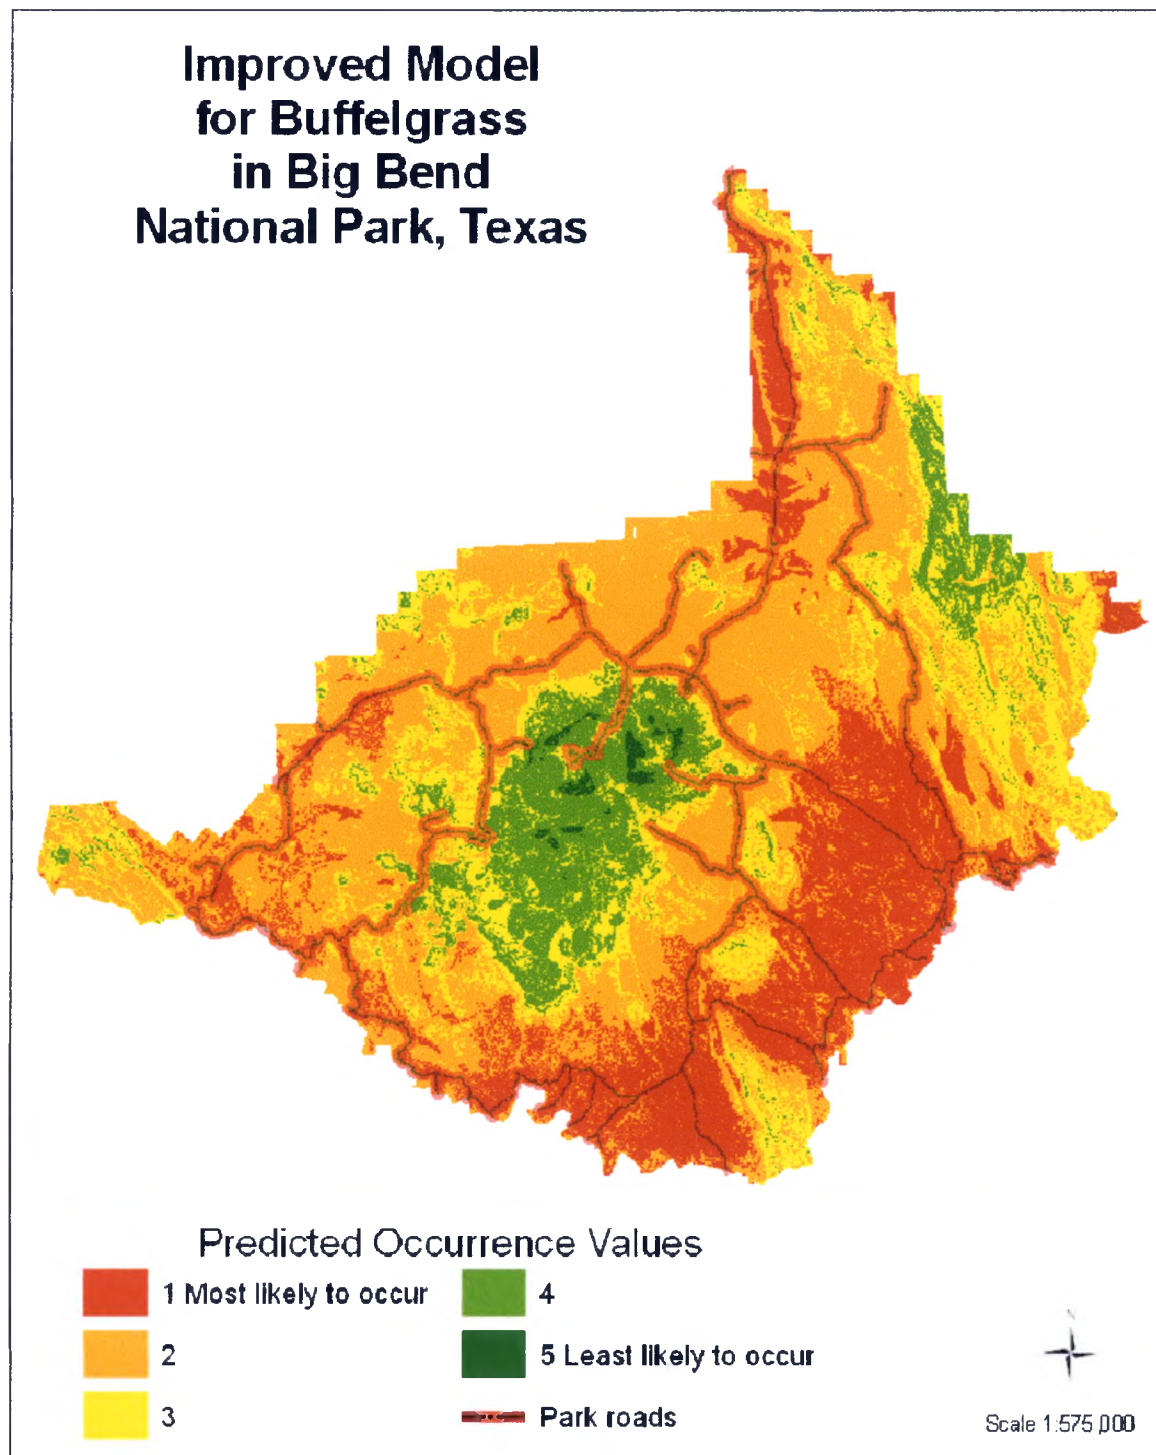 Improved Model
for Buffelgrass
in Big Bend
National Park, Texas
Predicted Occurrence Values
1 Most likely to occur
2
3
4
5 Least likely to occur
Park roads
N
Scale 1:575,000